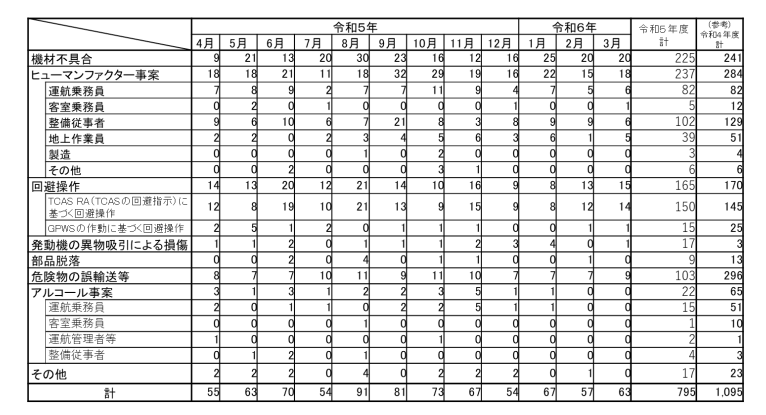 令和5年 令和6年 令和5年度 (参考)
4月 5月 6月 7月 8月 9月 10月 11月 12月 1月 2月 3月 計 令和4年度
計
機材不具合 9 21 13 20 30 23 16 12 16 25 20 20 225 241
ヒューマンファクター事案 18 18 21 11 18 32 29 19 16 22 15 18 237 284
運航乗務員 7 8 9 2 7 7 11 9 4 7 5 6 82 82
客室乗務員 0 2 0 1 0 0 0 0 1 0 0 1 5 12
整備従事者 9 6 10 6 7 21 8 3 8 9 9 6 102 129
地上作業員 2 2 0 2 3 4 5 6 3 6 1 5 39 51
製造 0 0 0 0 1 0 2 0 0 0 0 0 3 4
その他 0 0 2 0 0 0 3 1 0 0 0 0 6 6
回避操作 14 13 20 12 21 14 10 16 9 8 13 15 165 170
TCAS RA(TCASの回避指示)に
基づく回避操作 12 8 19 10 21 13 9 15 9 8 12 14 150 145
GPWSの作動に基づく回避操作 2 5 1 2 0 1 1 1 0 0 1 1 15 25
発動機の異物吸引による損傷 1 1 2 0 1 1 1 2 3 4 0 1 17 3
部品脱落 0 0 2 0 4 0 1 1 0 0 1 0 9 13
危険物の誤輸送等 8 7 7 10 11 9 11 10 7 7 7 9 103 296
アルコール事案 3 1 3 1 2 2 3 5 1 1 0 0 22 65
運航乗務員 2 0 1 1 0 2 2 5 1 1 0 0 15 51
客室乗務員 0 0 0 0 1 0 0 0 0 0 0 0 1 10
運航管理者等 1 0 0 0 0 0 1 0 0 0 0 0 2 1
整備従事者 0 1 2 0 1 0 0 0 0 0 0 0 4 3
その他 2 2 2 0 4 0 2 2 2 0 1 0 17 23
計 55 63 70 54 91 81 73 67 54 67 57 63 795 1,095